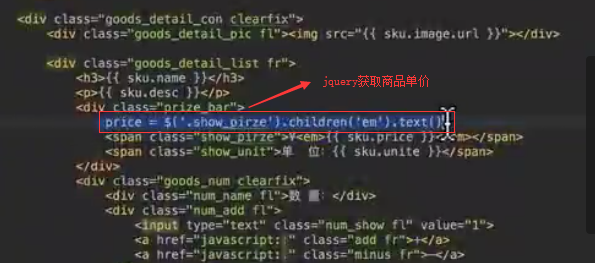 <div class="goods_detail_con clearfix">
<div class="goods_detail_pic fl"><img src="{{ sku.image.url }}"></div>
<div class="goods_detail_list fr">
<h3>{{ sku.name }}</h3>
jquery获取商品单价
<p>{{ sku.desc }}</p>
<div class="prize_bar">
price = $('.show_pirze').children('em').text()
<span class="show_pirze">¥<em>{{ sku.price }}</em></span>
<span class="show_unit">单 位:{{ sku.unite }}</span>
</div>
<div class="goods_num clearfix">
<div class="num_name fl">数 量:</div>
<div class="num_add fl">
<input type="text" class="num_show fl" value="1">
<a href="javascript:;" class="add fr">+</a>
<a href="javascript:;" class="minus fr">-</a>